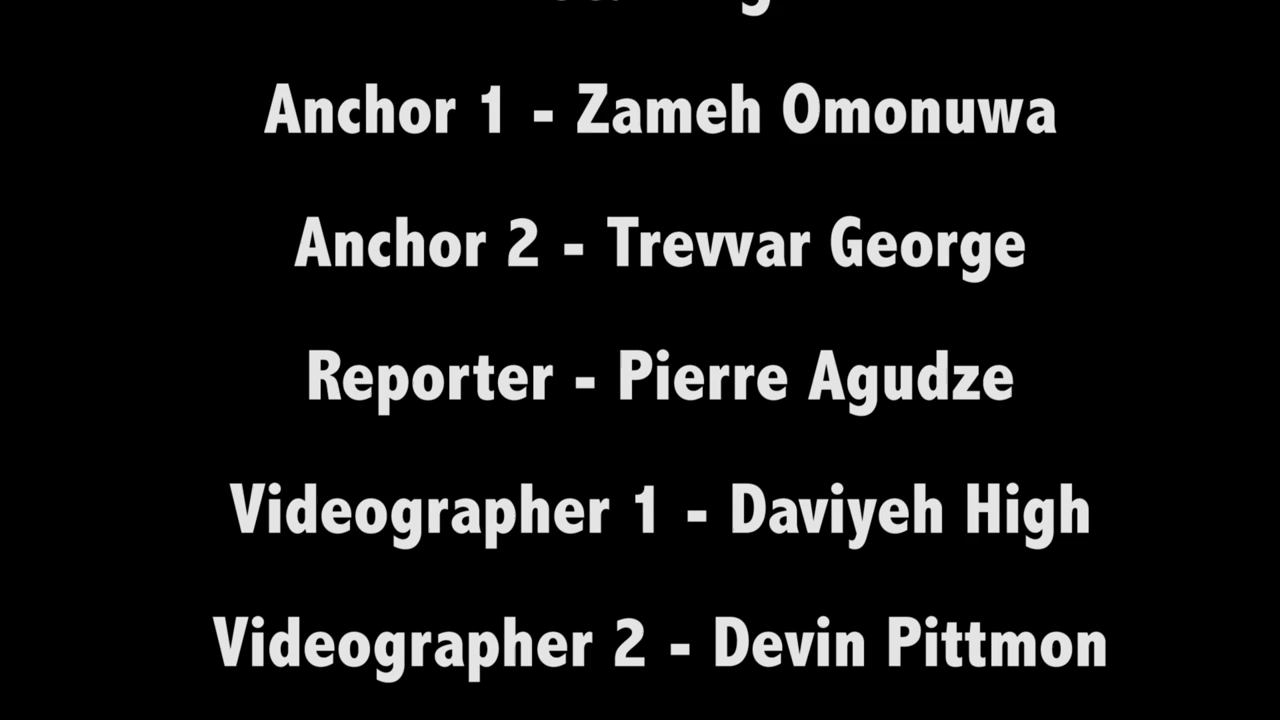 Anchor 1 - Zameh Omonuwa
Anchor 2 - Trevvar George
Reporter - Pierre Agudze
Videographer 1 - Daviyeh High
Videographer 2 - Devin Pittmon